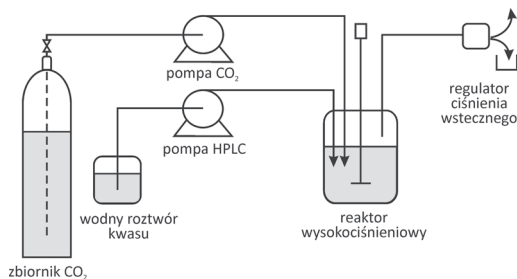 pompa CO₂
regulator
ciśnienia
wstecznego
pompa HPLC
wodny roztwór
kwasu
reaktor
wysokociśnieniowy
zbiornik CO₂